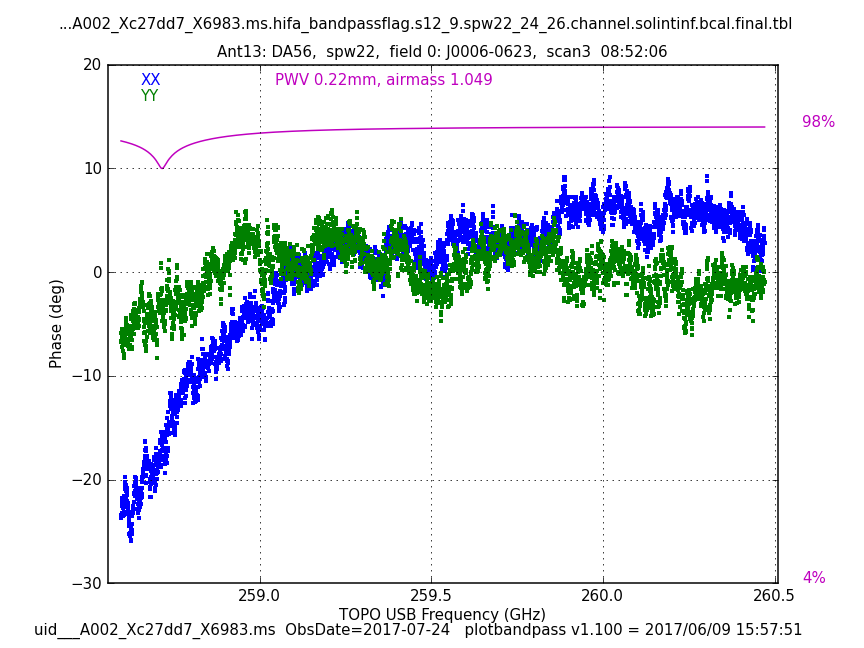 ...A002_Xc27dd7_X6983.ms.hifa_bandpassflag.s12_9.spw22_24_26.channel.solintinf.bcal.final.tbl
Ant13: DA56,  spw22,  field 0: J0006-0623,  scan3  08:52:06
20
XX
PWV 0.22mm, airmass 1.049
YY
98%
10
0
Phase (deg)
−10
−20
−30
4%
259.0
259.5
260.0
260.5
TOPO USB Frequency (GHz)
uid___A002_Xc27dd7_X6983.ms  ObsDate=2017-07-24   plotbandpass v1.100 = 2017/06/09 15:57:51